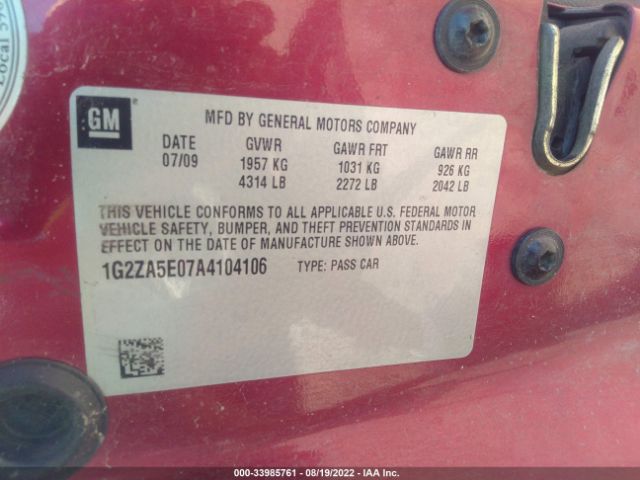 Local 5960
GM ®
MFD BY GENERAL MOTORS COMPANY
DATE GVWR GAWR FRT GAWR RR
07/09 1957 KG 1031 KG 926 KG
4314 LB 2272 LB 2042 LB
THIS VEHICLE CONFORMS TO ALL APPLICABLE U.S. FEDERAL MOTOR
VEHICLE SAFETY, BUMPER, AND THEFT PREVENTION STANDARDS IN
EFFECT ON THE DATE OF MANUFACTURE SHOWN ABOVE.
1G2ZA5E07A4104106 TYPE: PASS CAR
000-33985761 - 08/19/2022 - IAA Inc.